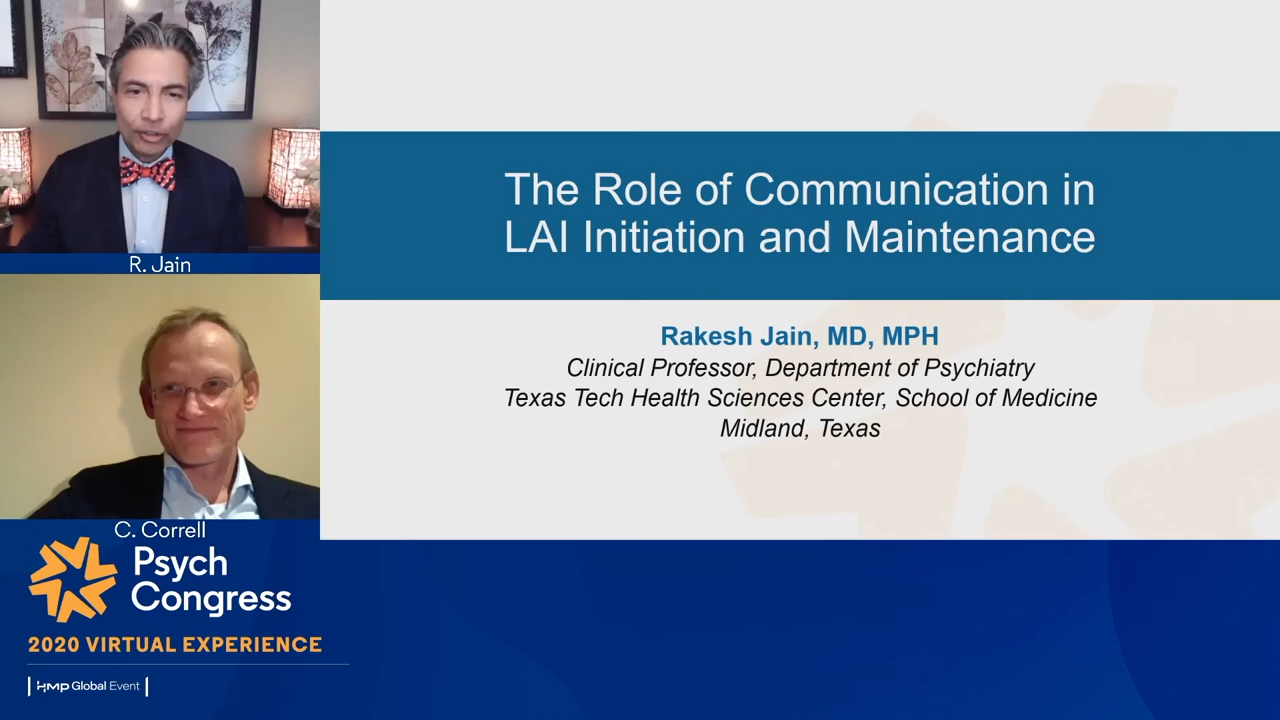 R. Jain
C. Correll
Psych
Congress
2020 VIRTUAL EXPERIENCE
HMP Global Event
The Role of Communication in
LAI Initiation and Maintenance
Rakesh Jain, MD, MPH
Clinical Professor, Department of Psychiatry
Texas Tech Health Sciences Center, School of Medicine
Midland, Texas